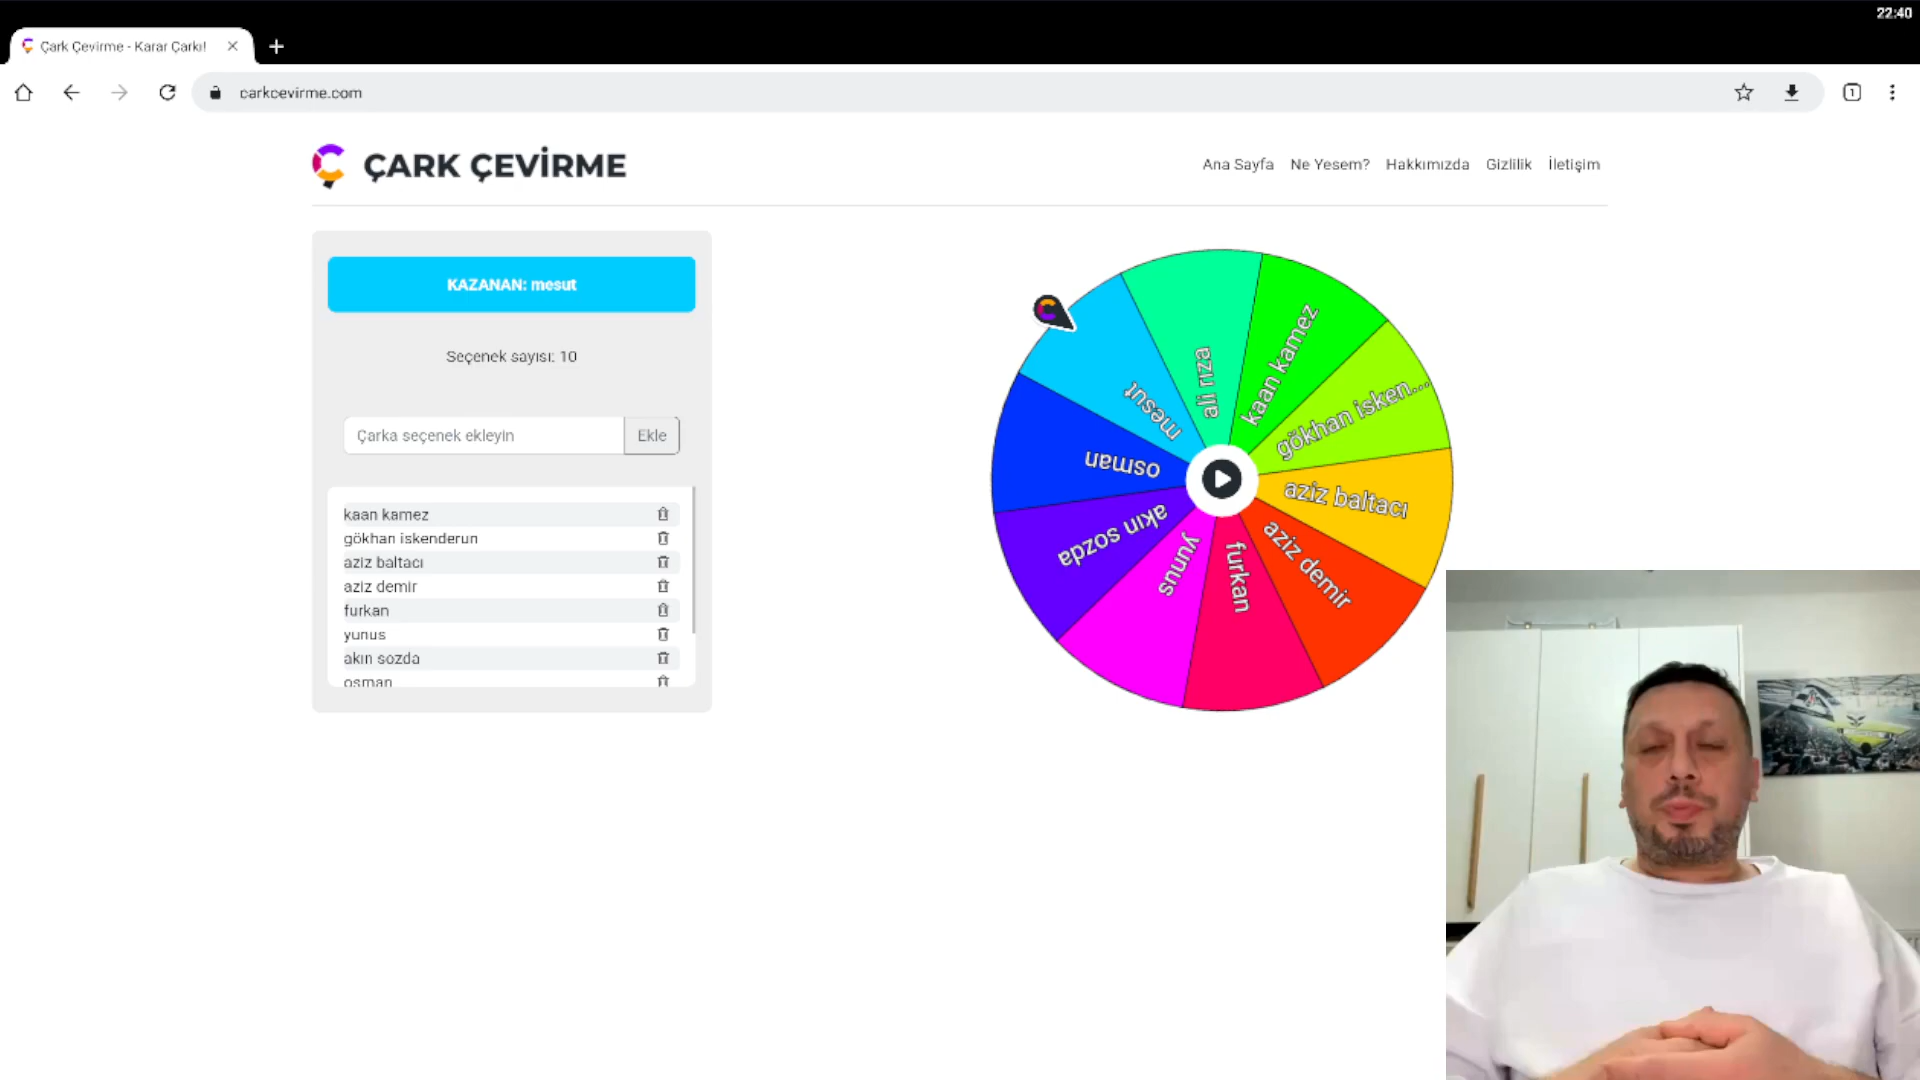 22:40
Çark Çevirme - Karar Çarkı!
carkcevirme.com
1
ÇARK ÇEVİRME
Ana Sayfa
Ne Yesem?
Hakkımızda
Gizlilik
İletişim
KAZANAN: mesut
Seçenek sayısı: 10
Çarka seçenek ekleyin
Ekle
kaan kamez
gökhan iskenderun
aziz baltacı
aziz demir
furkan
yunus
akın sozda
osman
ali rıza
kaan kamez
gökhan isken...
aziz baltacı
aziz demir
furkan
yunus
akın sozda
osman
mesut